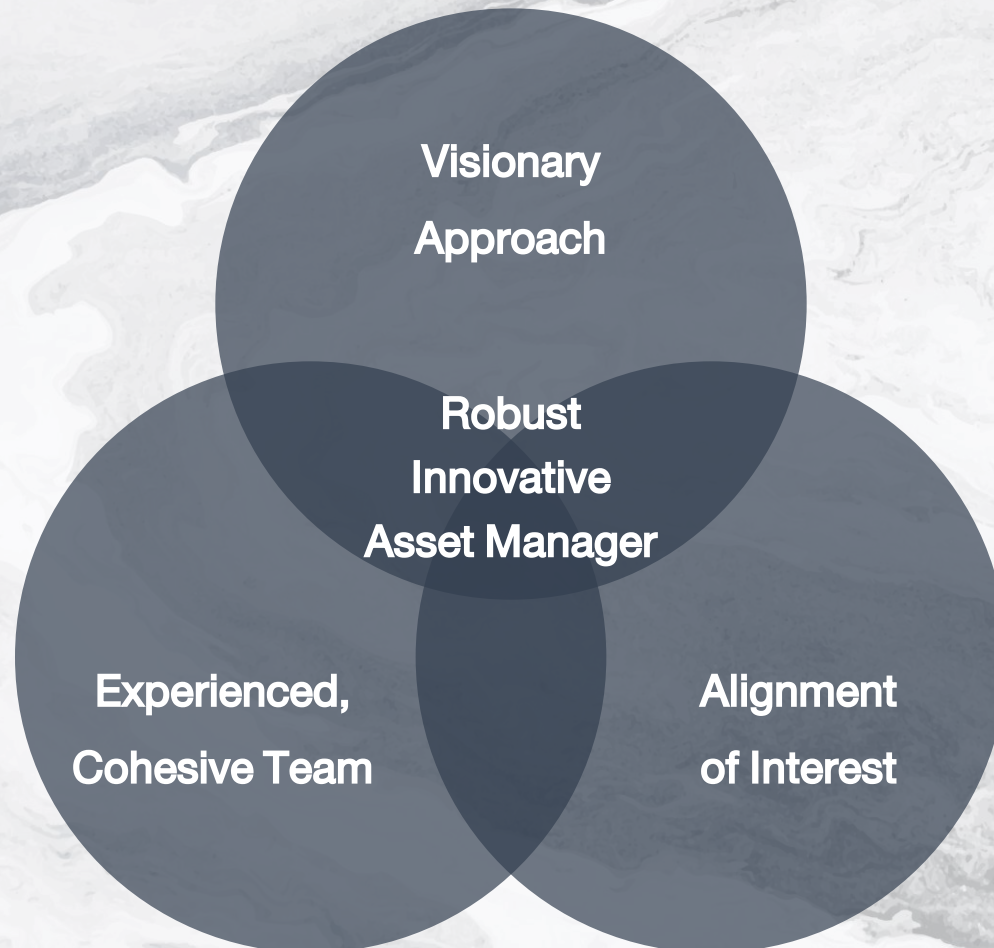 Visionary
Approach
Robust
Innovative
Asset Manager
Experienced,
Cohesive Team
Alignment
of Interest